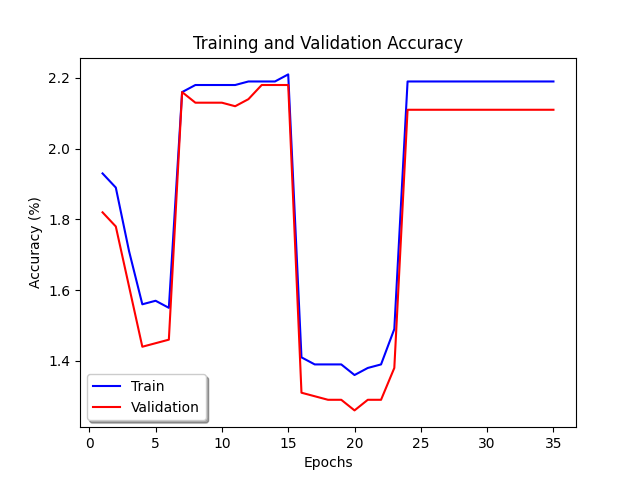 Training and Validation Accuracy
2.2
2.0
1.8
1.6
1.4
Accuracy (%)
Train
Validation
0 5 10 15 20 25 30 35
Epochs